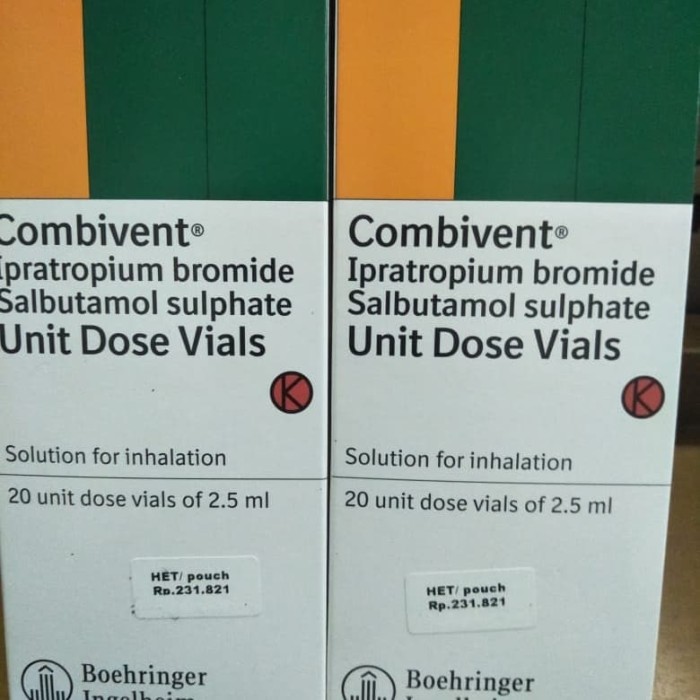 Combivent®
Ipratropium bromide
Salbutamol sulphate
Unit Dose Vials
K
Solution for inhalation
20 unit dose vials of 2.5 ml
HET/ pouch
Rp.231.821
Boehringer
Ingelheim
Combivent®
Ipratropium bromide
Salbutamol sulphate
Unit Dose Vials
K
Solution for inhalation
20 unit dose vials of 2.5 ml
HET/ pouch
Rp.231.821
Boehringer